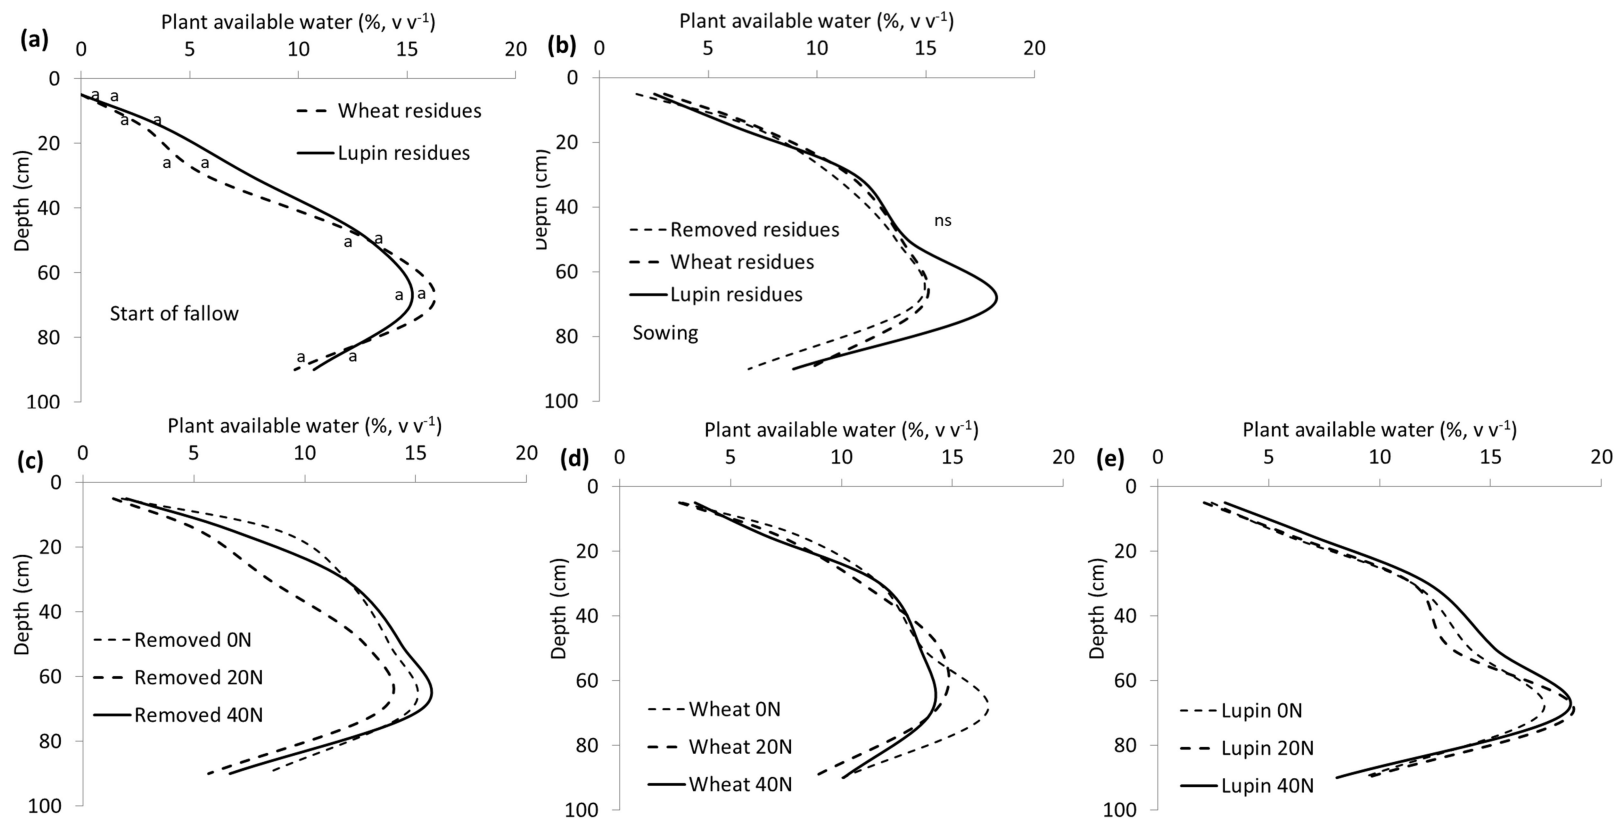 Plant available water (%, v v⁻¹)
(a)
0 5 10 15 20
0
20
40
60
80
100
Depth (cm)
a a
a a
a a
a a
a a
a a
Wheat residues
Lupin residues
Start of fallow
Plant available water (%, v v⁻¹)
(b)
0 5 10 15 20
0
20
40
60
80
100
Depth (cm)
ns
Removed residues
Wheat residues
Lupin residues
Sowing
Plant available water (%, v v⁻¹)
(c)
0 5 10 15 20
0
20
40
60
80
100
Depth (cm)
Removed 0N
Removed 20N
Removed 40N
Plant available water (%, v v⁻¹)
(d)
0 5 10 15 20
0
20
40
60
80
100
Depth (cm)
Wheat 0N
Wheat 20N
Wheat 40N
Plant available water (%, v v⁻¹)
(e)
0 5 10 15 20
0
20
40
60
80
100
Depth (cm)
Lupin 0N
Lupin 20N
Lupin 40N